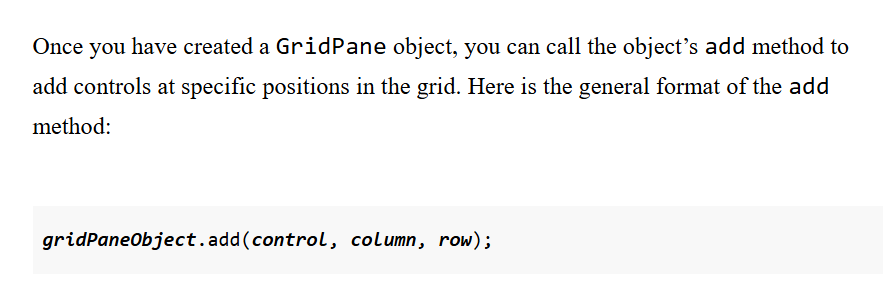 Once you have created a GridPane object, you can call the object’s add method to
add controls at specific positions in the grid. Here is the general format of the add
method:
gridPaneObject.add(control, column, row);